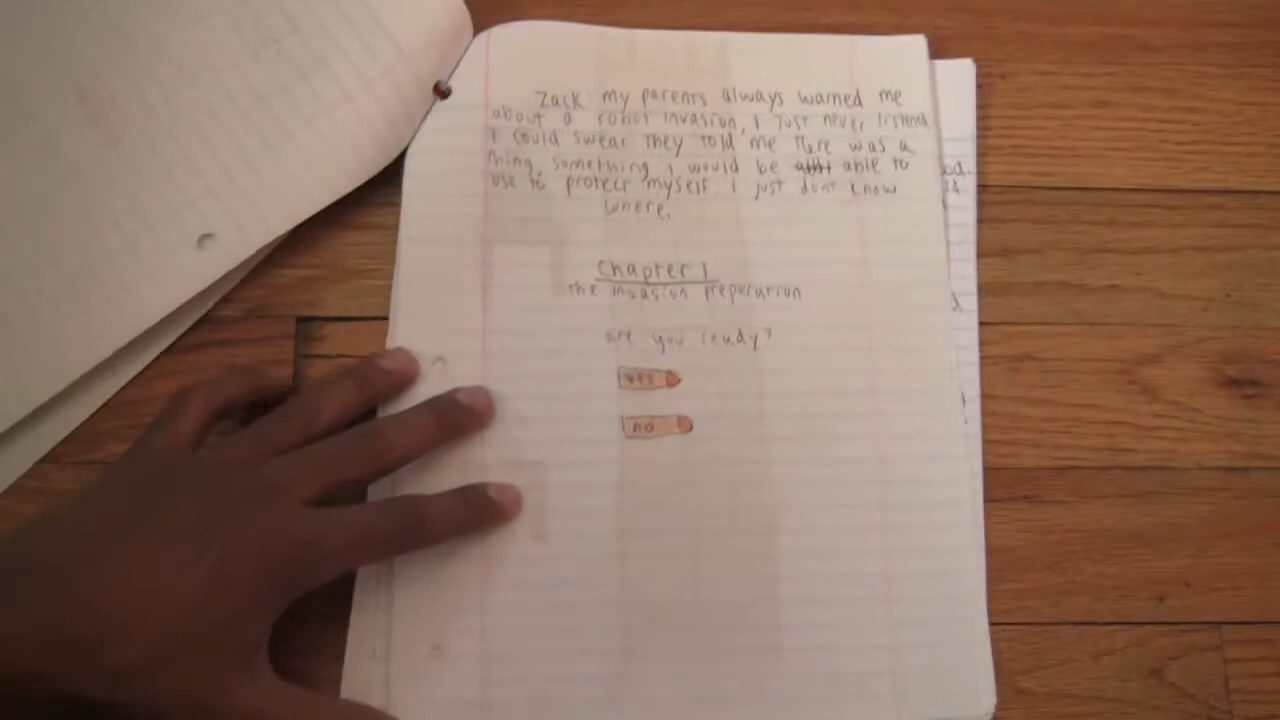 Zack: my parents always warned me
about a robot invasion, I just never listend
I could swear they told me there was a
thing, something, I would be able to
use to protect myself. I just dont know
where.
Chapter 1
the invasion preperation
are you ready?
yes
no